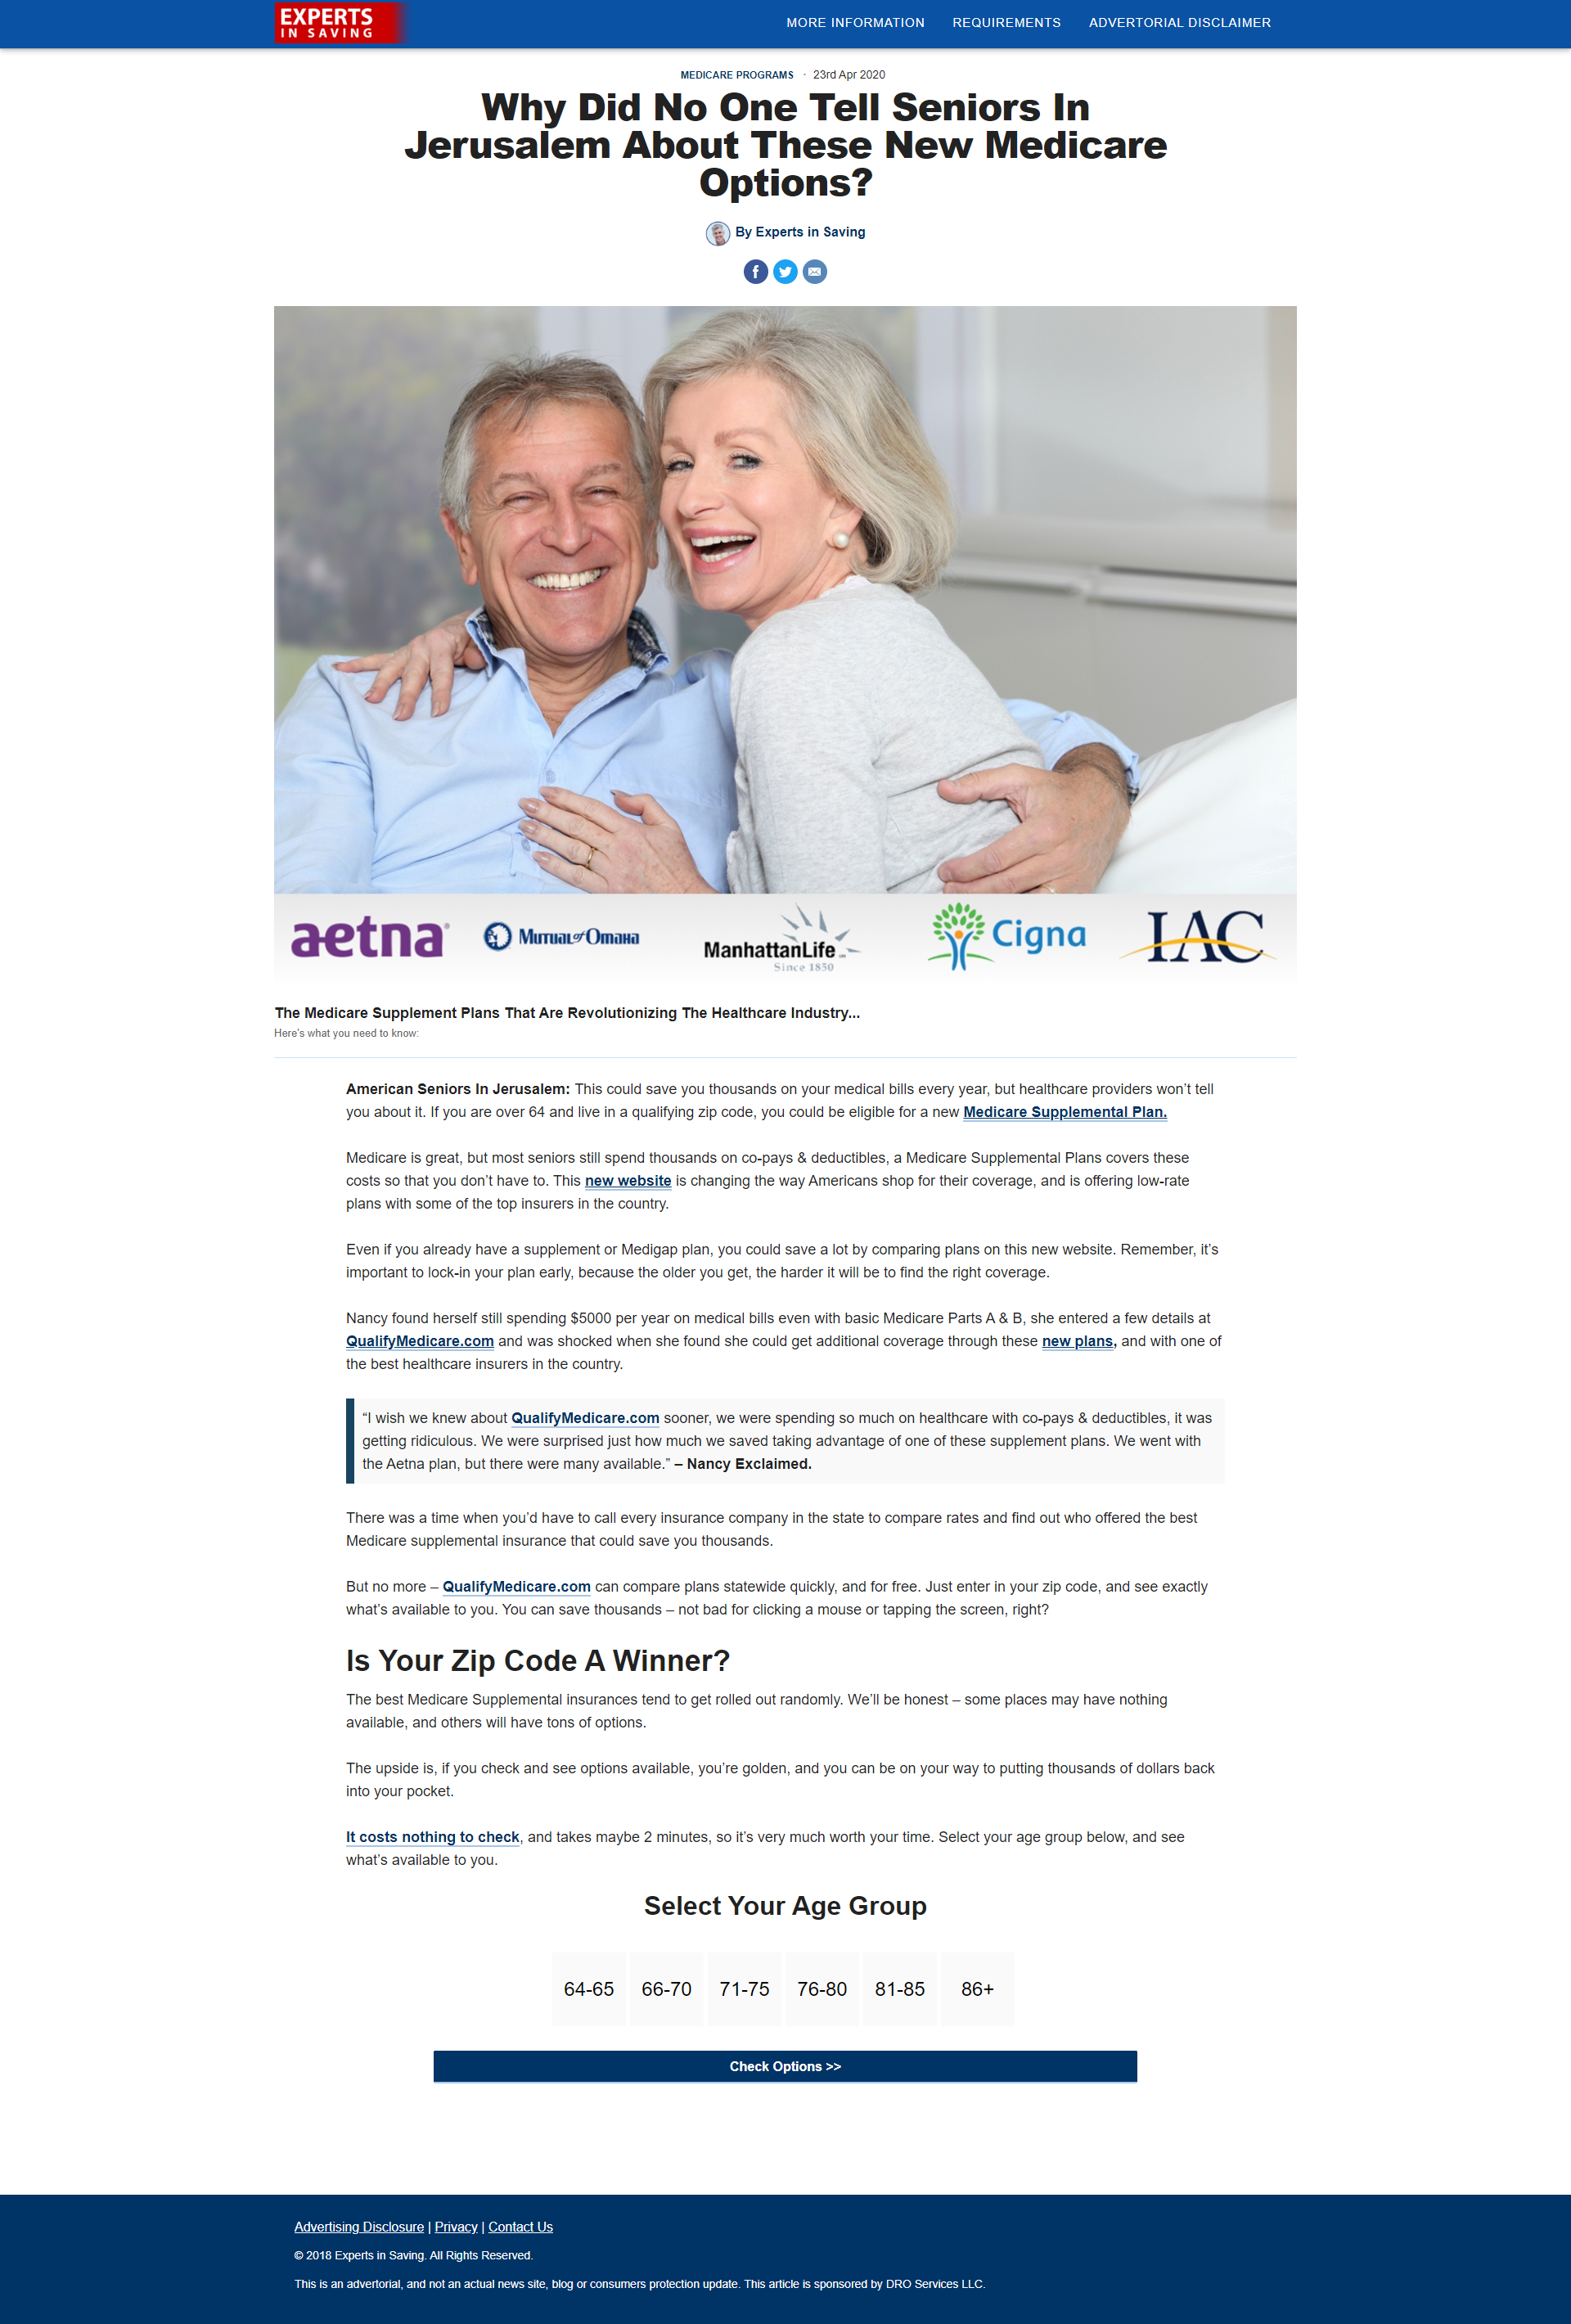 EXPERTS
IN SAVING
MORE INFORMATION REQUIREMENTS ADVERTORIAL DISCLAIMER
MEDICARE PROGRAMS · 23rd Apr 2020
Why Did No One Tell Seniors In
Jerusalem About These New Medicare
Options?
By Experts in Saving
aetna
Mutual of Omaha
ManhattanLife
Since 1850
Cigna
IAC
The Medicare Supplement Plans That Are Revolutionizing The Healthcare Industry...
Here's what you need to know:
American Seniors In Jerusalem: This could save you thousands on your medical bills every year, but healthcare providers won’t tell
you about it. If you are over 64 and live in a qualifying zip code, you could be eligible for a new Medicare Supplemental Plan.
Medicare is great, but most seniors still spend thousands on co-pays & deductibles, a Medicare Supplemental Plans covers these
costs so that you don’t have to. This new website is changing the way Americans shop for their coverage, and is offering low-rate
plans with some of the top insurers in the country.
Even if you already have a supplement or Medigap plan, you could save a lot by comparing plans on this new website. Remember, it’s
important to lock-in your plan early, because the older you get, the harder it will be to find the right coverage.
Nancy found herself still spending $5000 per year on medical bills even with basic Medicare Parts A & B, she entered a few details at
QualifyMedicare.com and was shocked when she found she could get additional coverage through these new plans, and with one of
the best healthcare insurers in the country.
“I wish we knew about QualifyMedicare.com sooner, we were spending so much on healthcare with co-pays & deductibles, it was
getting ridiculous. We were surprised just how much we saved taking advantage of one of these supplement plans. We went with
the Aetna plan, but there were many available.” – Nancy Exclaimed.
There was a time when you’d have to call every insurance company in the state to compare rates and find out who offered the best
Medicare supplemental insurance that could save you thousands.
But no more – QualifyMedicare.com can compare plans statewide quickly, and for free. Just enter in your zip code, and see exactly
what’s available to you. You can save thousands – not bad for clicking a mouse or tapping the screen, right?
Is Your Zip Code A Winner?
The best Medicare Supplemental insurances tend to get rolled out randomly. We’ll be honest – some places may have nothing
available, and others will have tons of options.
The upside is, if you check and see options available, you’re golden, and you can be on your way to putting thousands of dollars back
into your pocket.
It costs nothing to check, and takes maybe 2 minutes, so it’s very much worth your time. Select your age group below, and see
what’s available to you.
Select Your Age Group
64-65 66-70 71-75 76-80 81-85 86+
Check Options >>
Advertising Disclosure | Privacy | Contact Us
© 2018 Experts in Saving. All Rights Reserved.
This is an advertorial, and not an actual news site, blog or consumers protection update. This article is sponsored by DRO Services LLC.